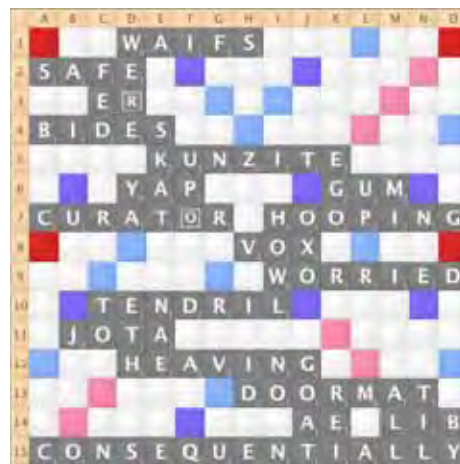 A B C D E F G H I J K L M N O
1 WAIFS
2 SAFE
3 ER
4 BIDES
5 KUNZITE
6 YAP GUM
7 CURATOR HOOPING
8 VOX
9 WORRIED
10 TENDRIL
11 JOTA
12 HEAVING
13 DOORMAT
14 AE LIB
15 CONSEQUENTIALLY